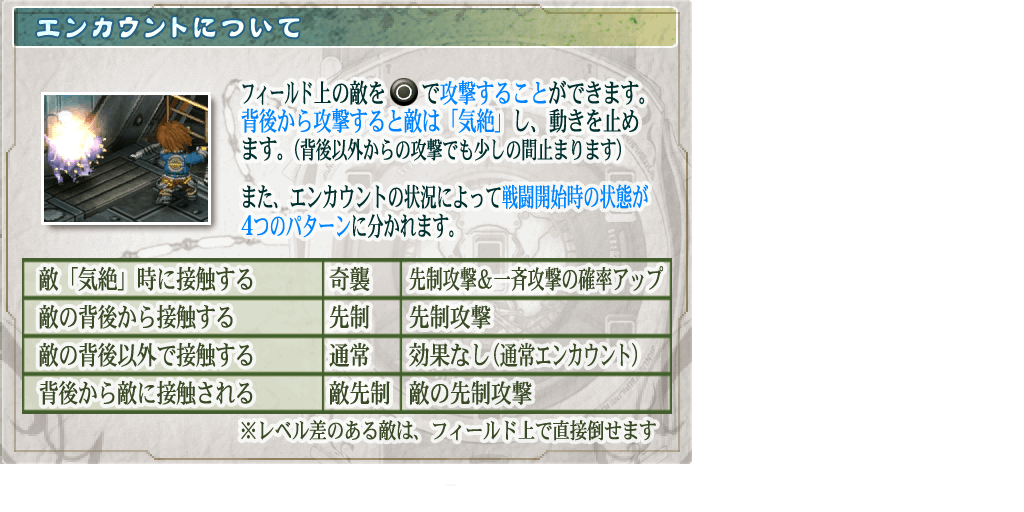 エンカウントについて
フィールド上の敵を○で攻撃することができます。
背後から攻撃すると敵は「気絶」し、動きを止め
ます。(背後以外からの攻撃でも少しの間止まります)
また、エンカウントの状況によって戦闘開始時の状態が
4つのパターンに分かれます。
敵「気絶」時に接触する 奇襲 先制攻撃&一斉攻撃の確率アップ
敵の背後から接触する 先制 先制攻撃
敵の背後以外で接触する 通常 効果なし(通常エンカウント)
背後から敵に接触される 敵先制 敵の先制攻撃
※レベル差のある敵は、フィールド上で直接倒せます